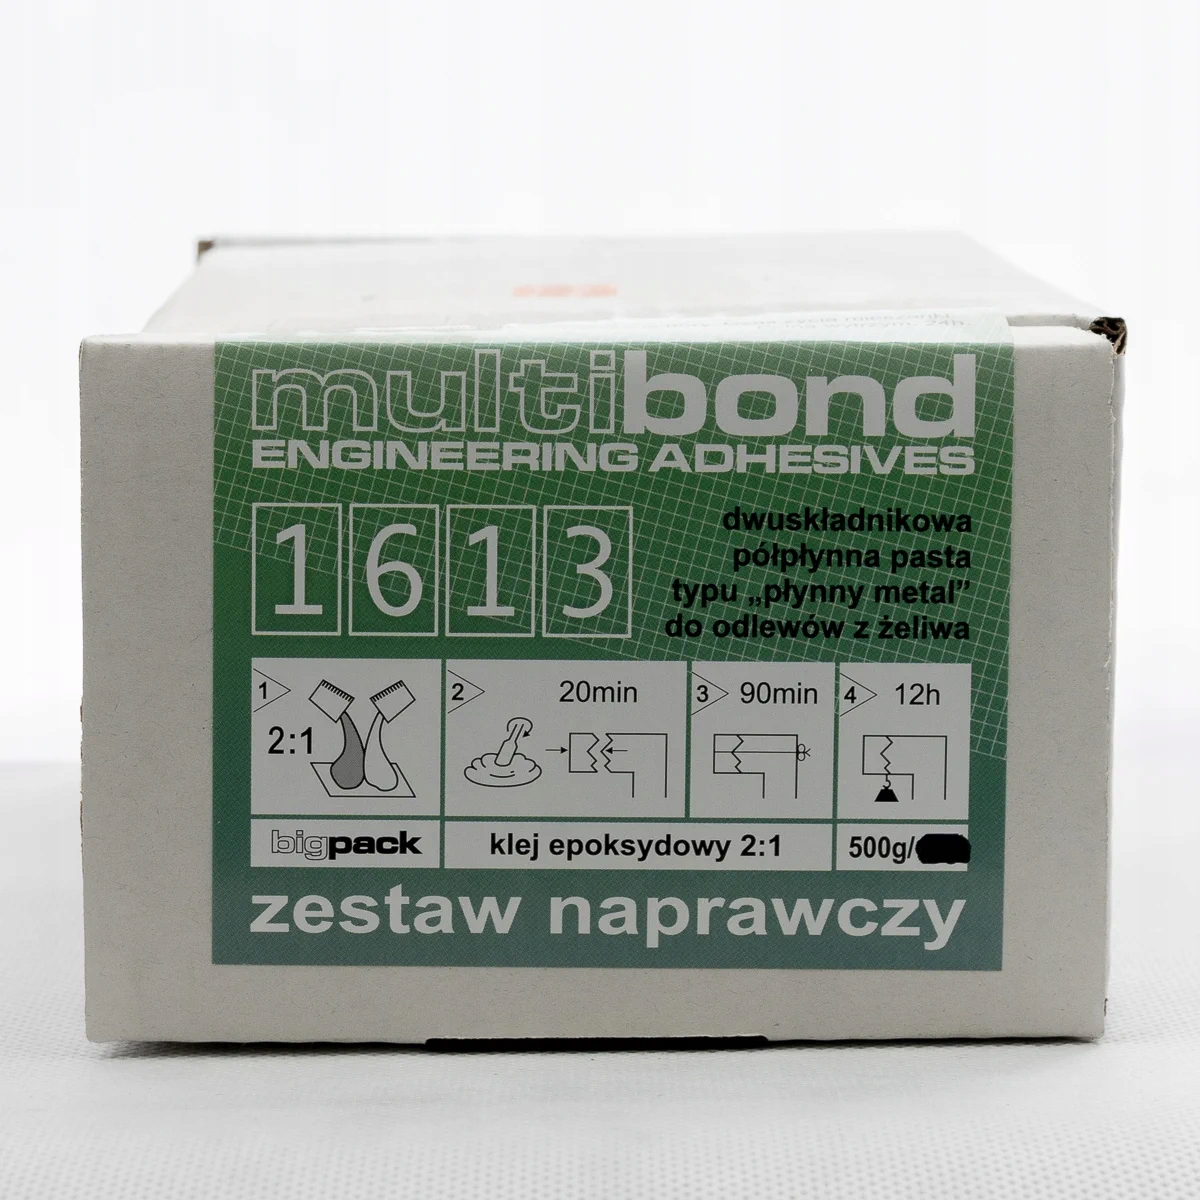 multibond
ENGINEERING ADHESIVES
1613
dwuskładnikowa
półpłynna pasta
typu „płynny metal”
do odlewów z żeliwa
1
2:1
2
20min
3
90min
4
12h
bigpack
klej epoksydowy 2:1
500g/
zestaw naprawczy